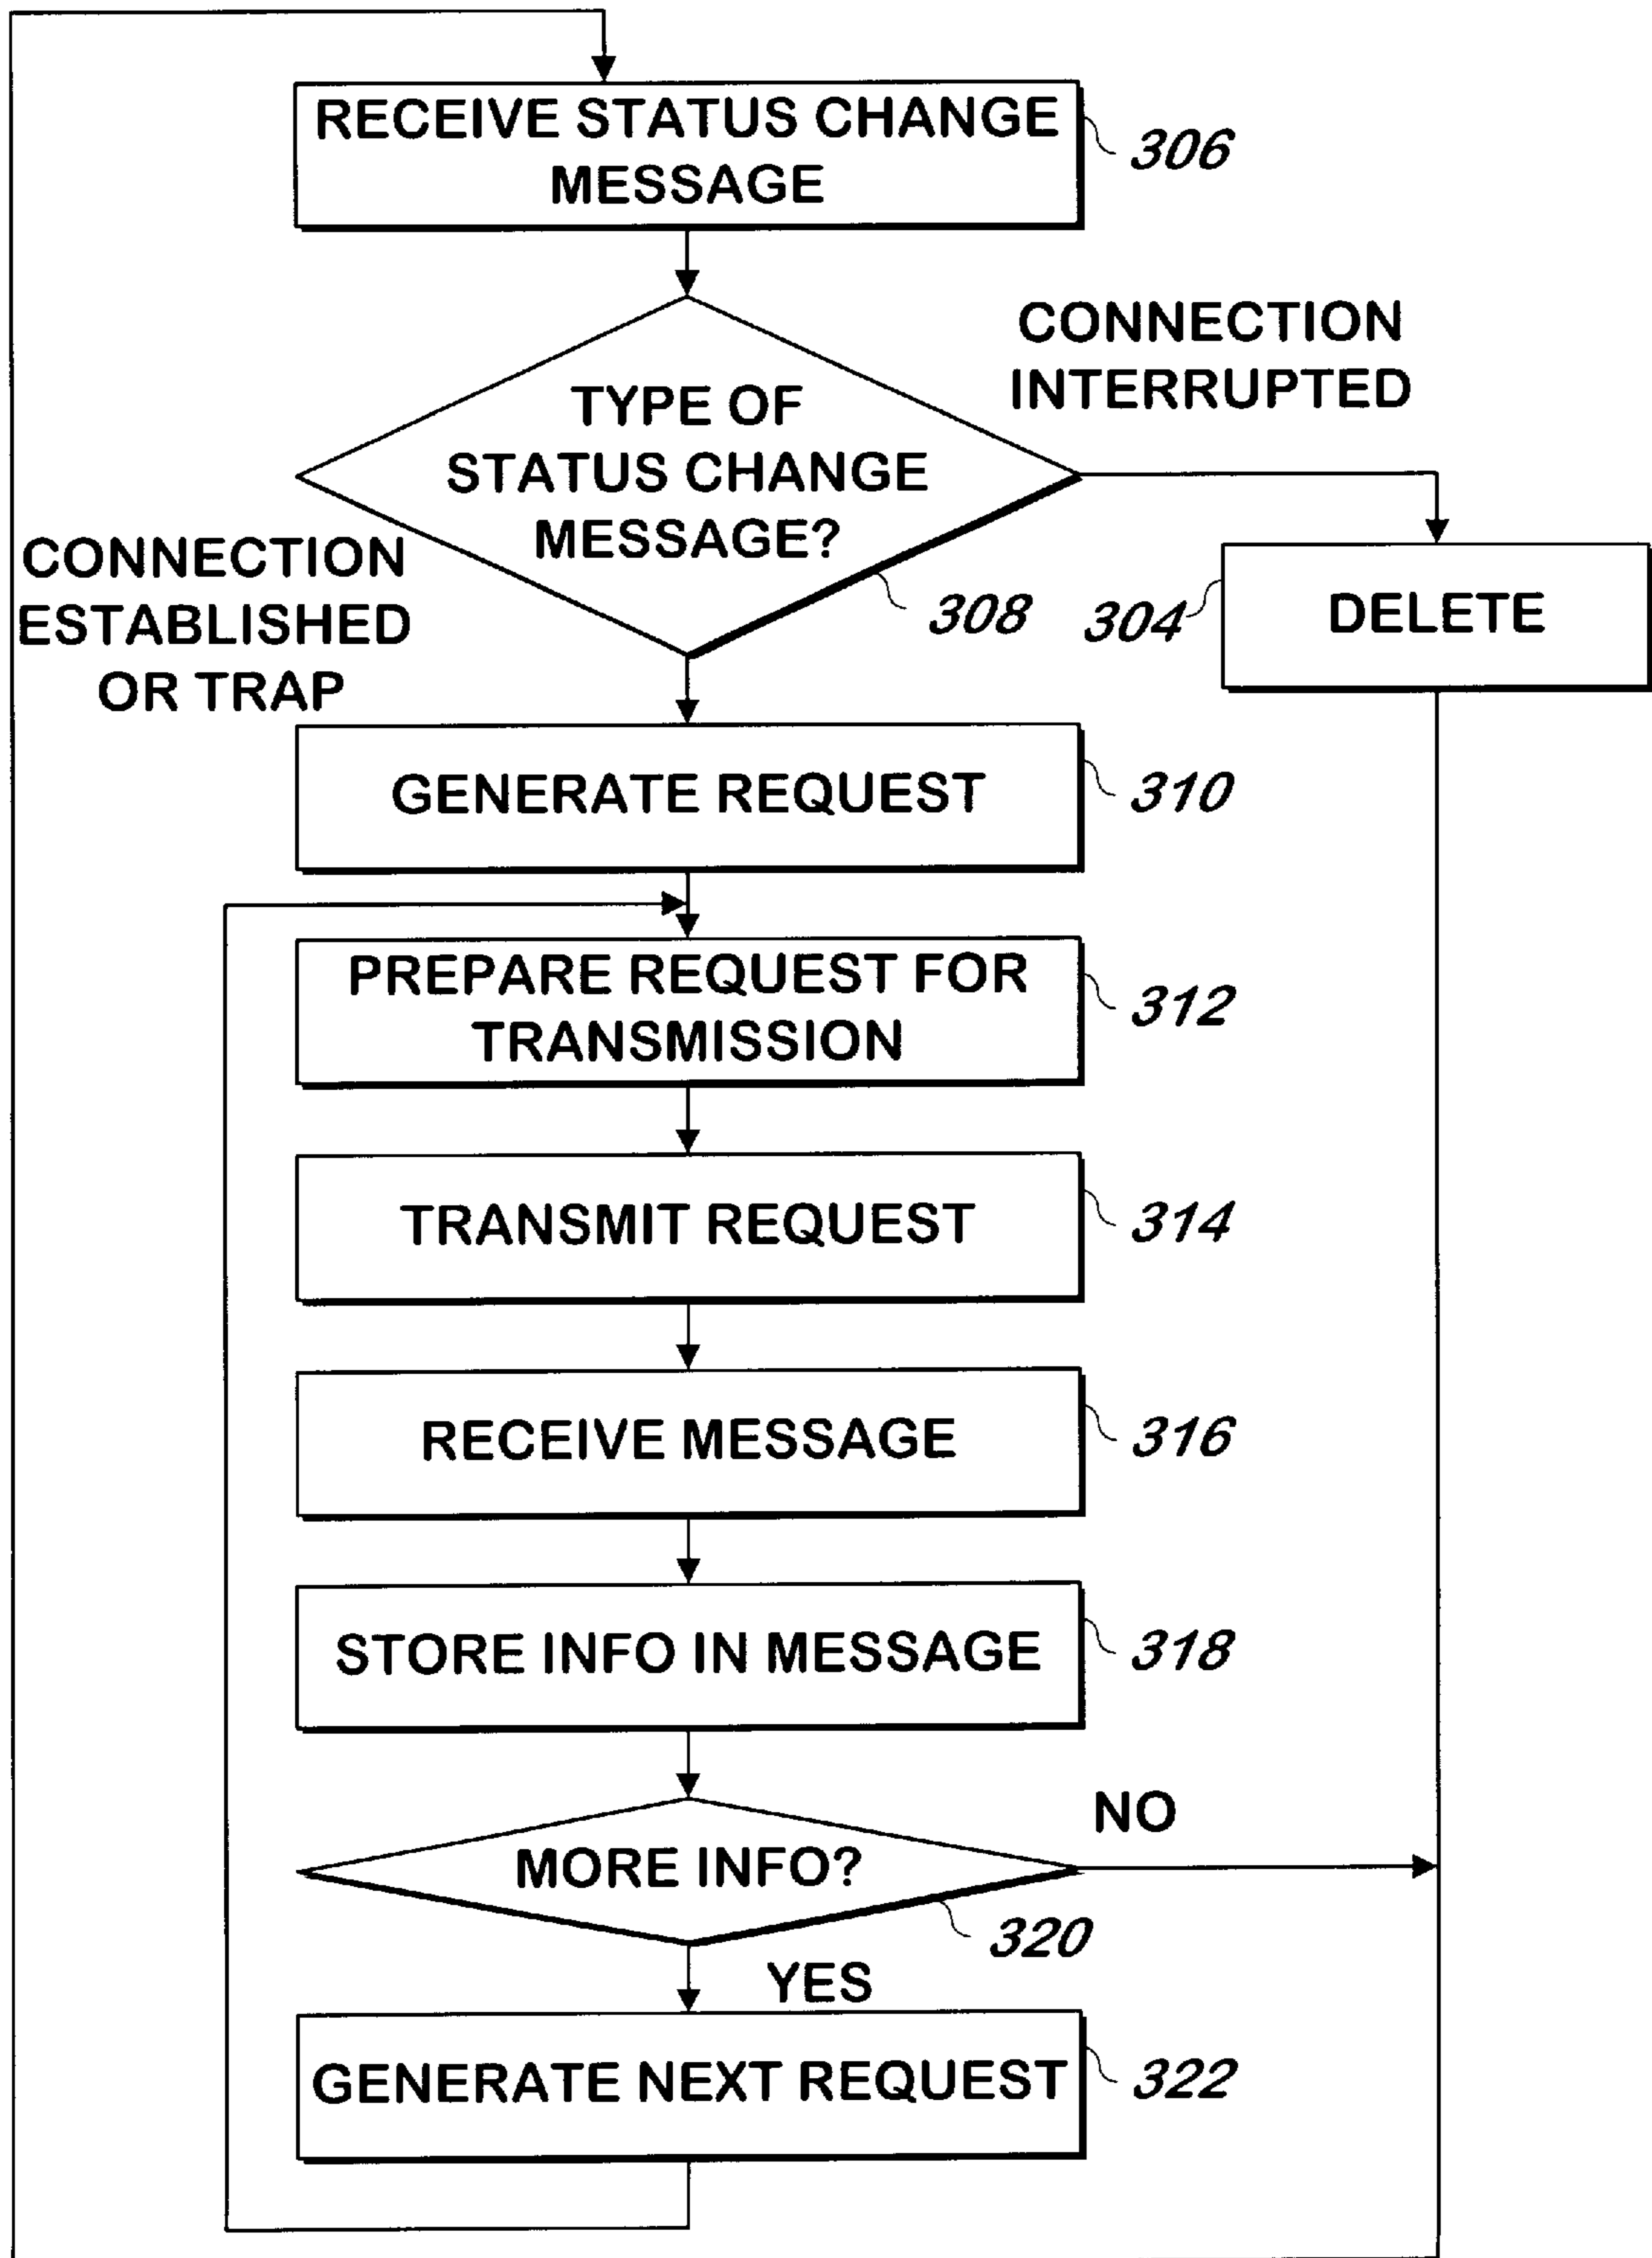 RECEIVE STATUS CHANGE
MESSAGE
306
CONNECTION
INTERRUPTED
TYPE OF
STATUS CHANGE
MESSAGE?
308
CONNECTION
ESTABLISHED
OR TRAP
304
DELETE
GENERATE REQUEST
310
PREPARE REQUEST FOR
TRANSMISSION
312
TRANSMIT REQUEST
314
RECEIVE MESSAGE
316
STORE INFO IN MESSAGE
318
MORE INFO?
NO
320
YES
GENERATE NEXT REQUEST
322